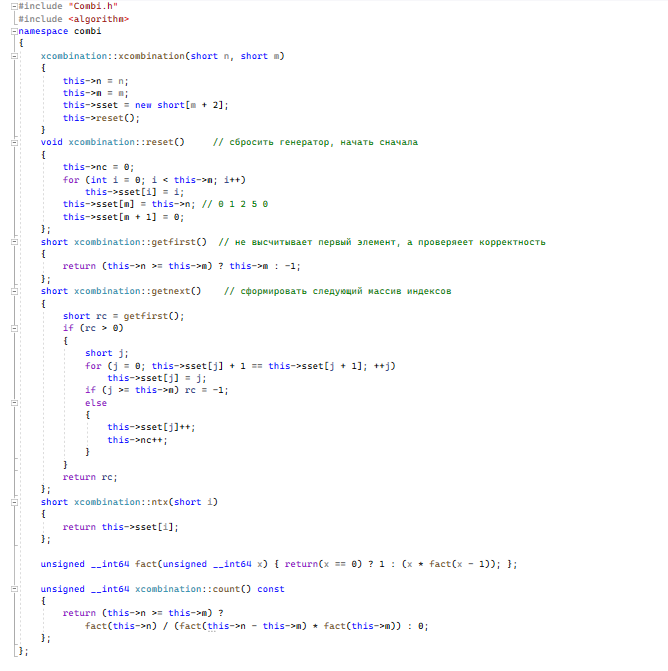 #include "Combi.h"
#include <algorithm>
namespace combi
{
xcombination::xcombination(short n, short m)
{
this->n = n;
this->m = m;
this->sset = new short[m + 2];
this->reset();
}
void xcombination::reset() // сбросить генератор, начать сначала
{
this->nc = 0;
for (int i = 0; i < this->m; i++)
this->sset[i] = i;
this->sset[m] = this->n; // 0 1 2 5 0
this->sset[m + 1] = 0;
};
short xcombination::getfirst() // не высчитывает первый элемент, а проверяеет корректность
{
return (this->n >= this->m) ? this->m : -1;
};
short xcombination::getnext() // сформировать следующий массив индексов
{
short rc = getfirst();
if (rc > 0)
{
short j;
for (j = 0; this->sset[j] + 1 == this->sset[j + 1]; ++j)
this->sset[j] = j;
if (j >= this->m) rc = -1;
else
{
this->sset[j]++;
this->nc++;
}
}
return rc;
};
short xcombination::ntx(short i)
{
return this->sset[i];
};
unsigned __int64 fact(unsigned __int64 x) { return(x == 0) ? 1 : (x * fact(x - 1)); };
unsigned __int64 xcombination::count() const
{
return (this->n >= this->m) ?
fact(this->n) / (fact(this->n - this->m) * fact(this->m)) : 0;
};
};